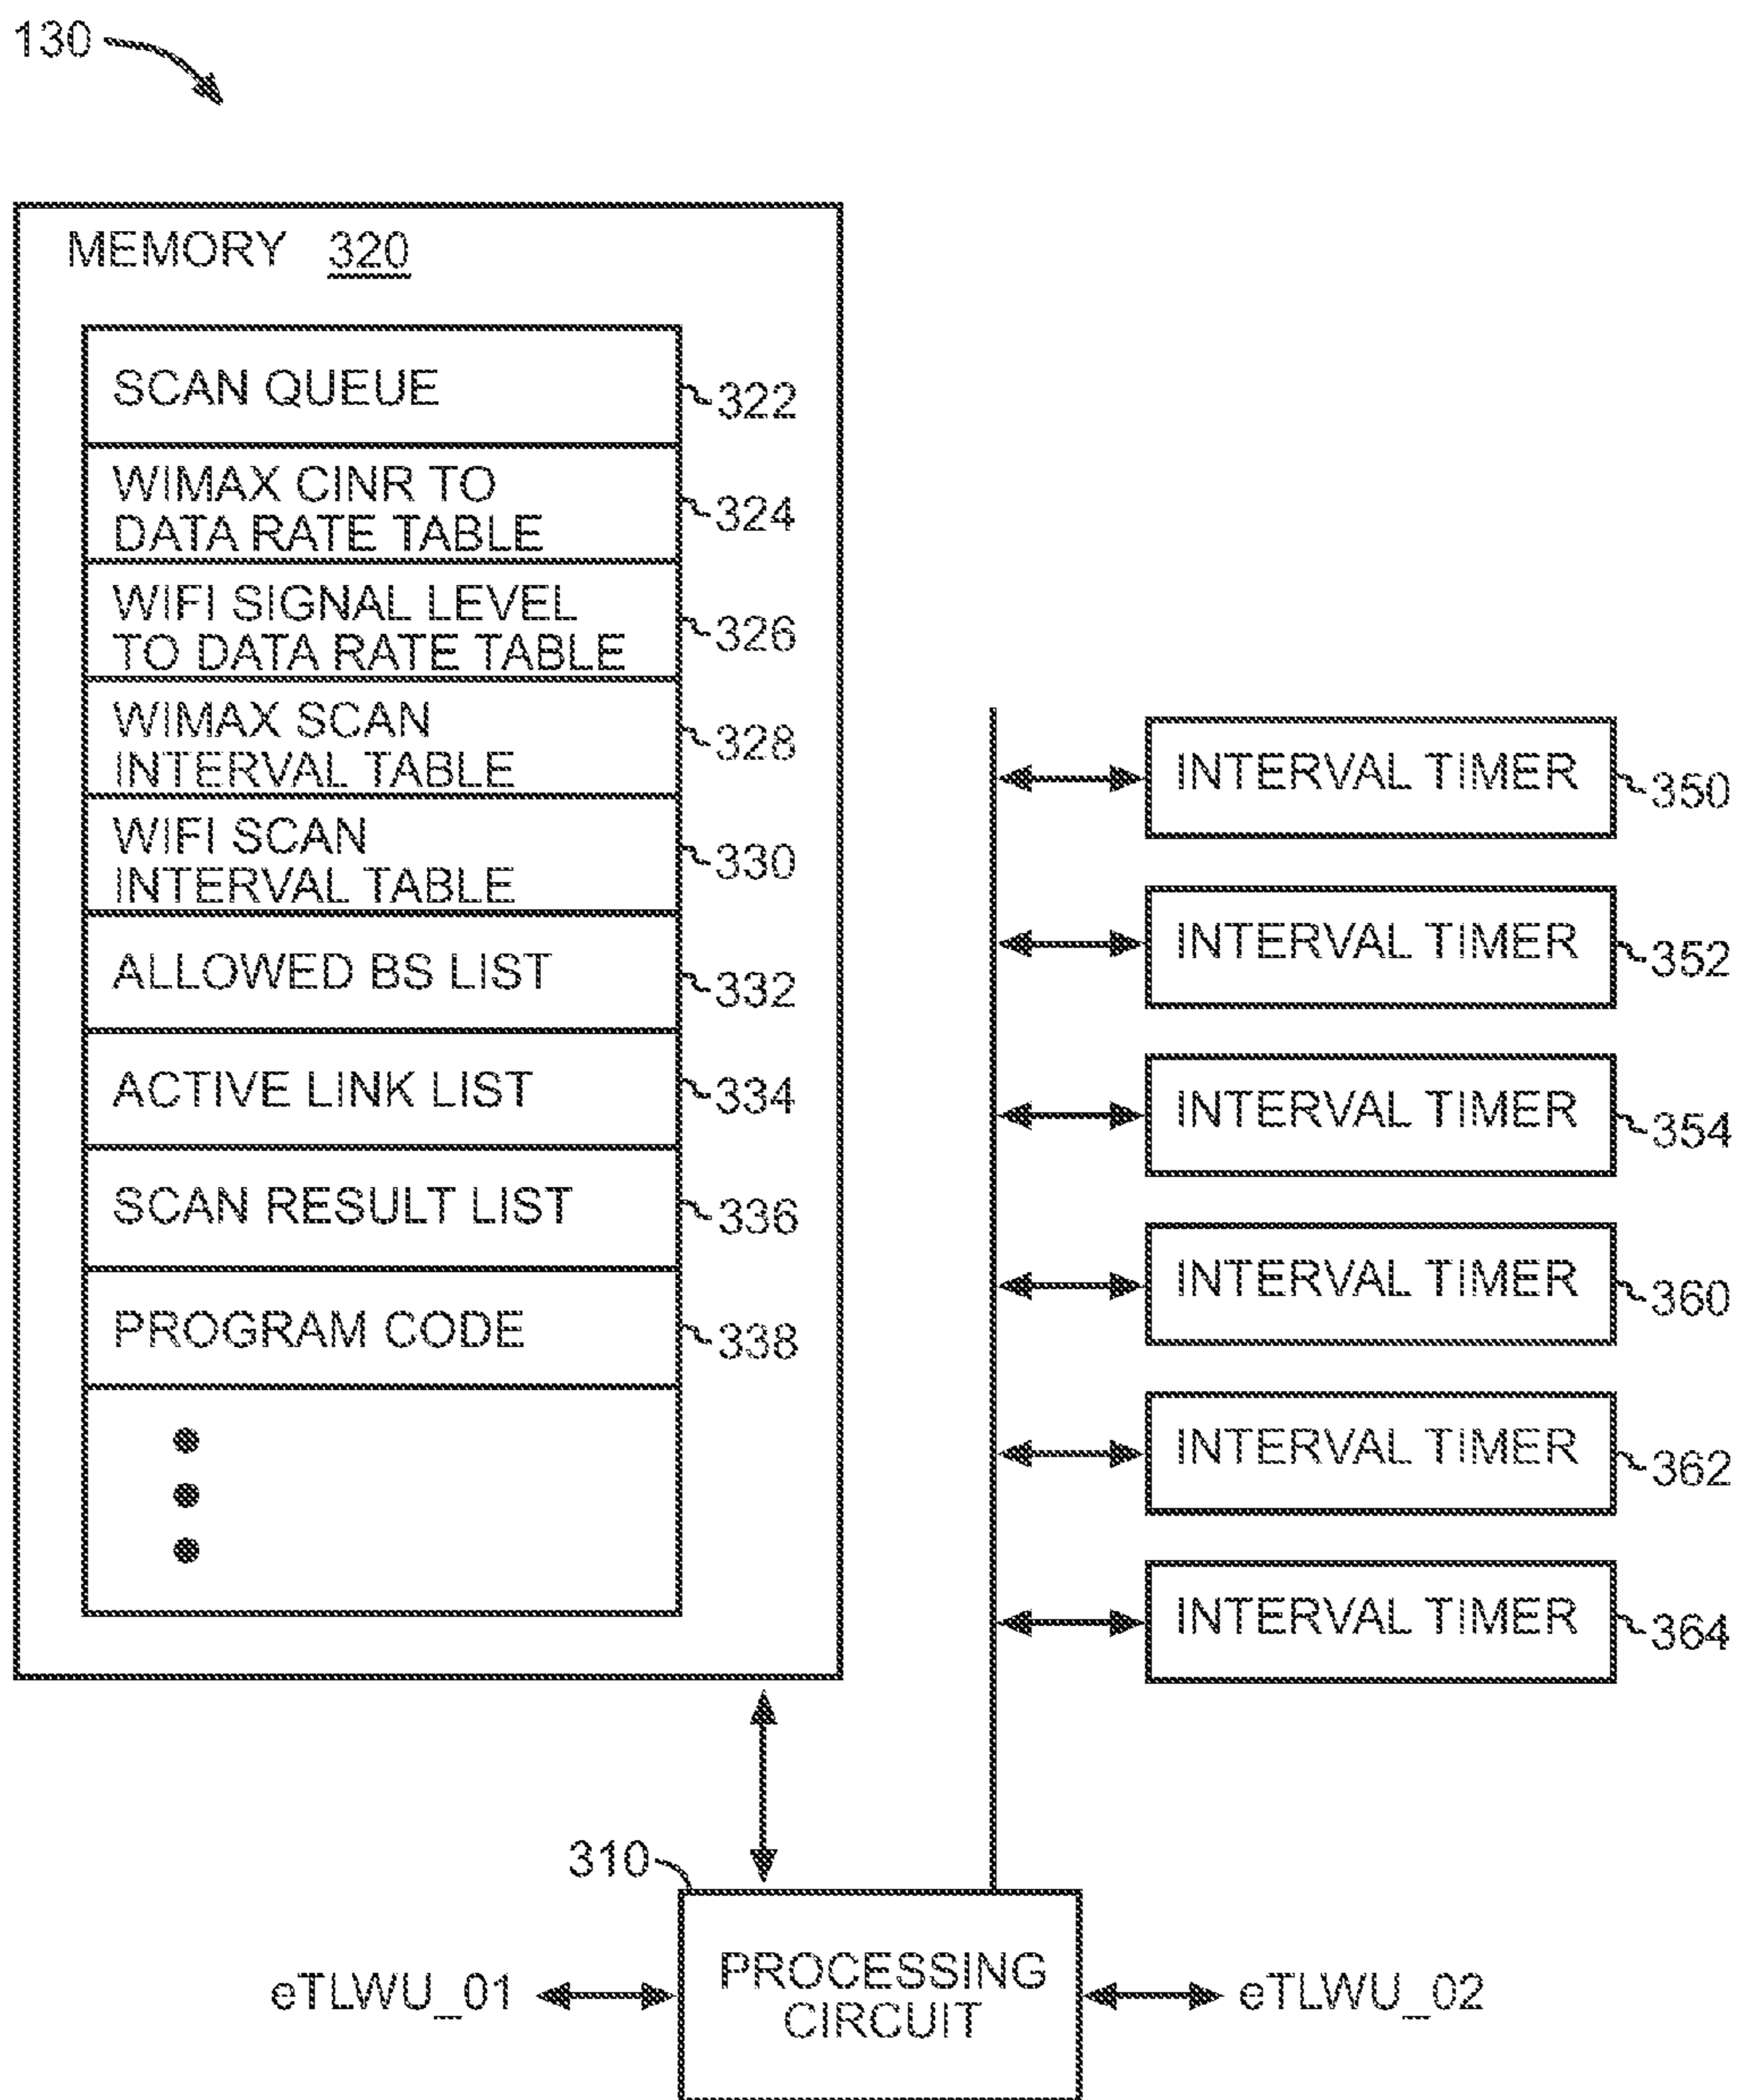 130
MEMORY 320
SCAN QUEUE
322
WIMAX CINR TO
DATA RATE TABLE
324
WIFI SIGNAL LEVEL
TO DATA RATE TABLE
326
WIMAX SCAN
INTERVAL TABLE
328
WIFI SCAN
INTERVAL TABLE
330
ALLOWED BS LIST
332
ACTIVE LINK LIST
334
SCAN RESULT LIST
336
PROGRAM CODE
338
INTERVAL TIMER
350
INTERVAL TIMER
352
INTERVAL TIMER
354
INTERVAL TIMER
360
INTERVAL TIMER
362
INTERVAL TIMER
364
310
PROCESSING
CIRCUIT
eTLWU_01
eTLWU_02